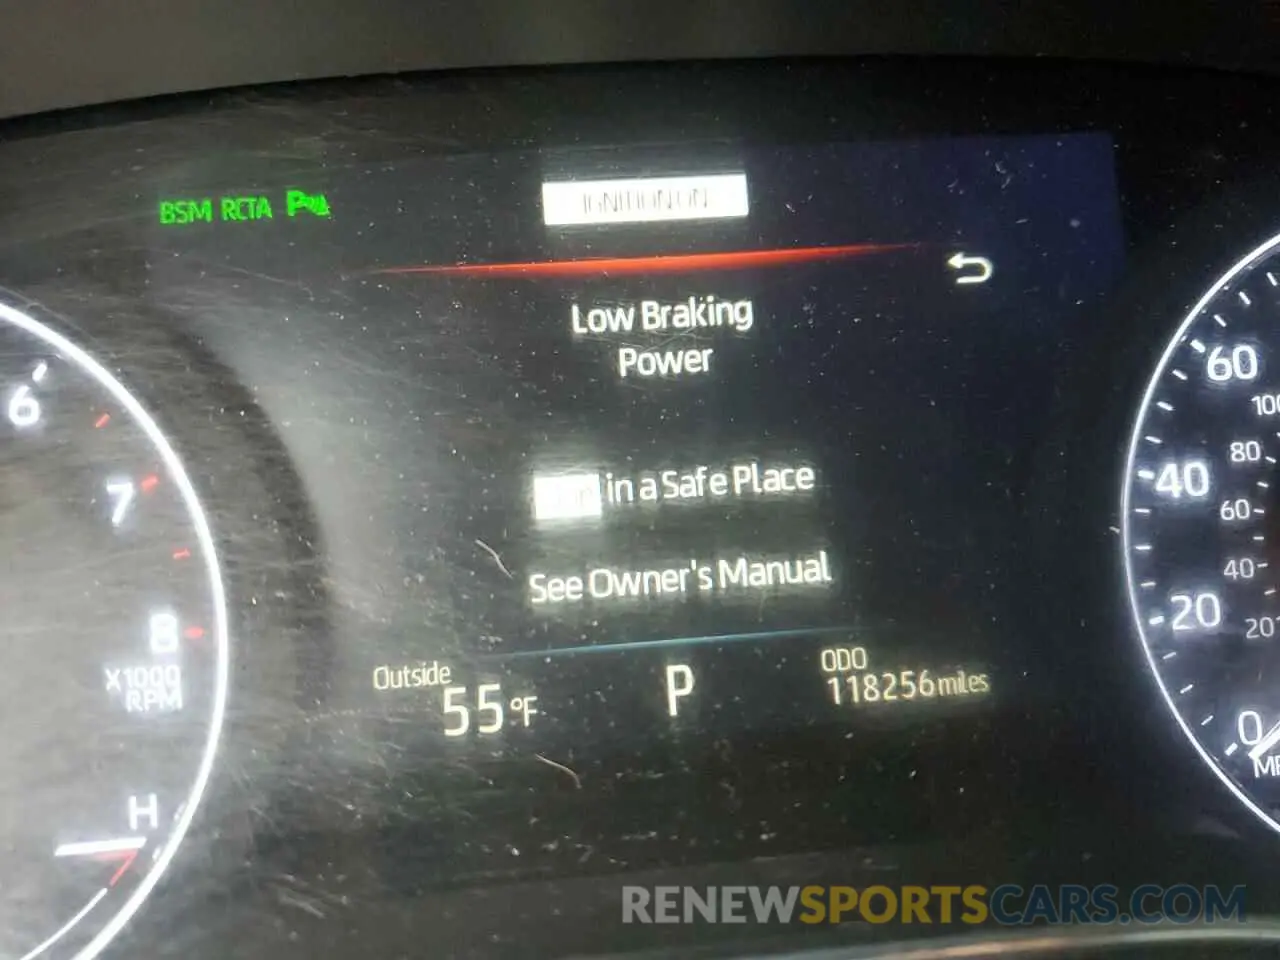 BSM RCTA P
IGNITION ON
Low Braking
Power
in a Safe Place
See Owner's Manual
Outside
55°F
P
ODO
118256 miles
6
7
8
X1000
RPM
H
60
40
20
0
100
80
60
40
20
RENEWSPORTSCARS.COM